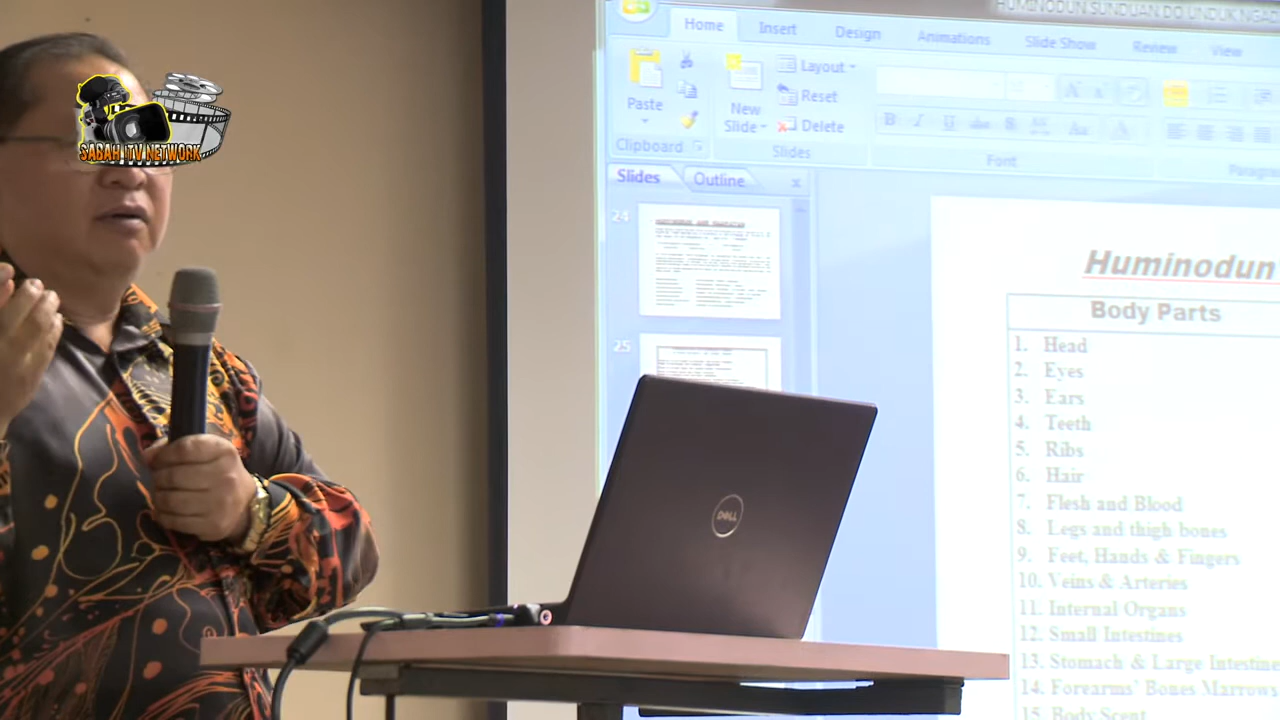 SABAH iTV NETWORK
HUMINODUN SUNDUAN DO UNDUK NGAD
Home Insert Design Animations Slide Show Review View
Paste
New
Slide
Layout
Reset
Delete
Clipboard Slides Font Paragrap
Slides Outline
24
25
Huminodun
Body Parts
1. Head
2. Eyes
3. Ears
4. Teeth
5. Ribs
6. Hair
7. Flesh and Blood
8. Legs and thigh bones
9. Feet, Hands & Fingers
10. Veins & Arteries
11. Internal Organs
12. Small Intestines
13. Stomach & Large Intestine
14. Forearms' Bones Marrows
15. Body Scent
DELL